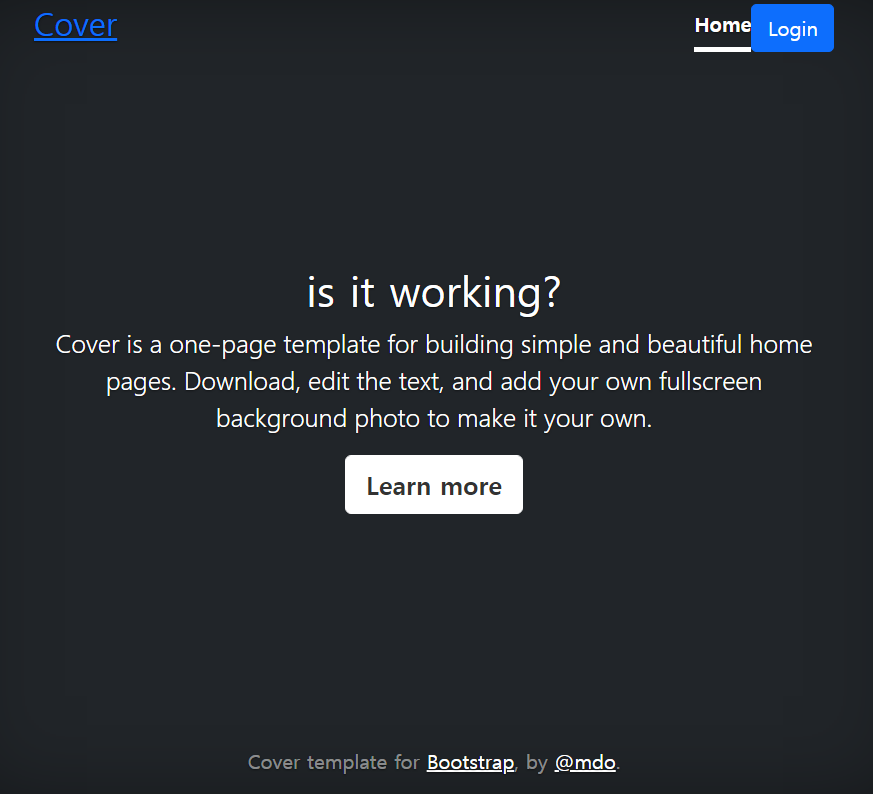 Cover
Home Login
is it working?
Cover is a one-page template for building simple and beautiful home
pages. Download, edit the text, and add your own fullscreen
background photo to make it your own.
Learn more
Cover template for Bootstrap, by @mdo.